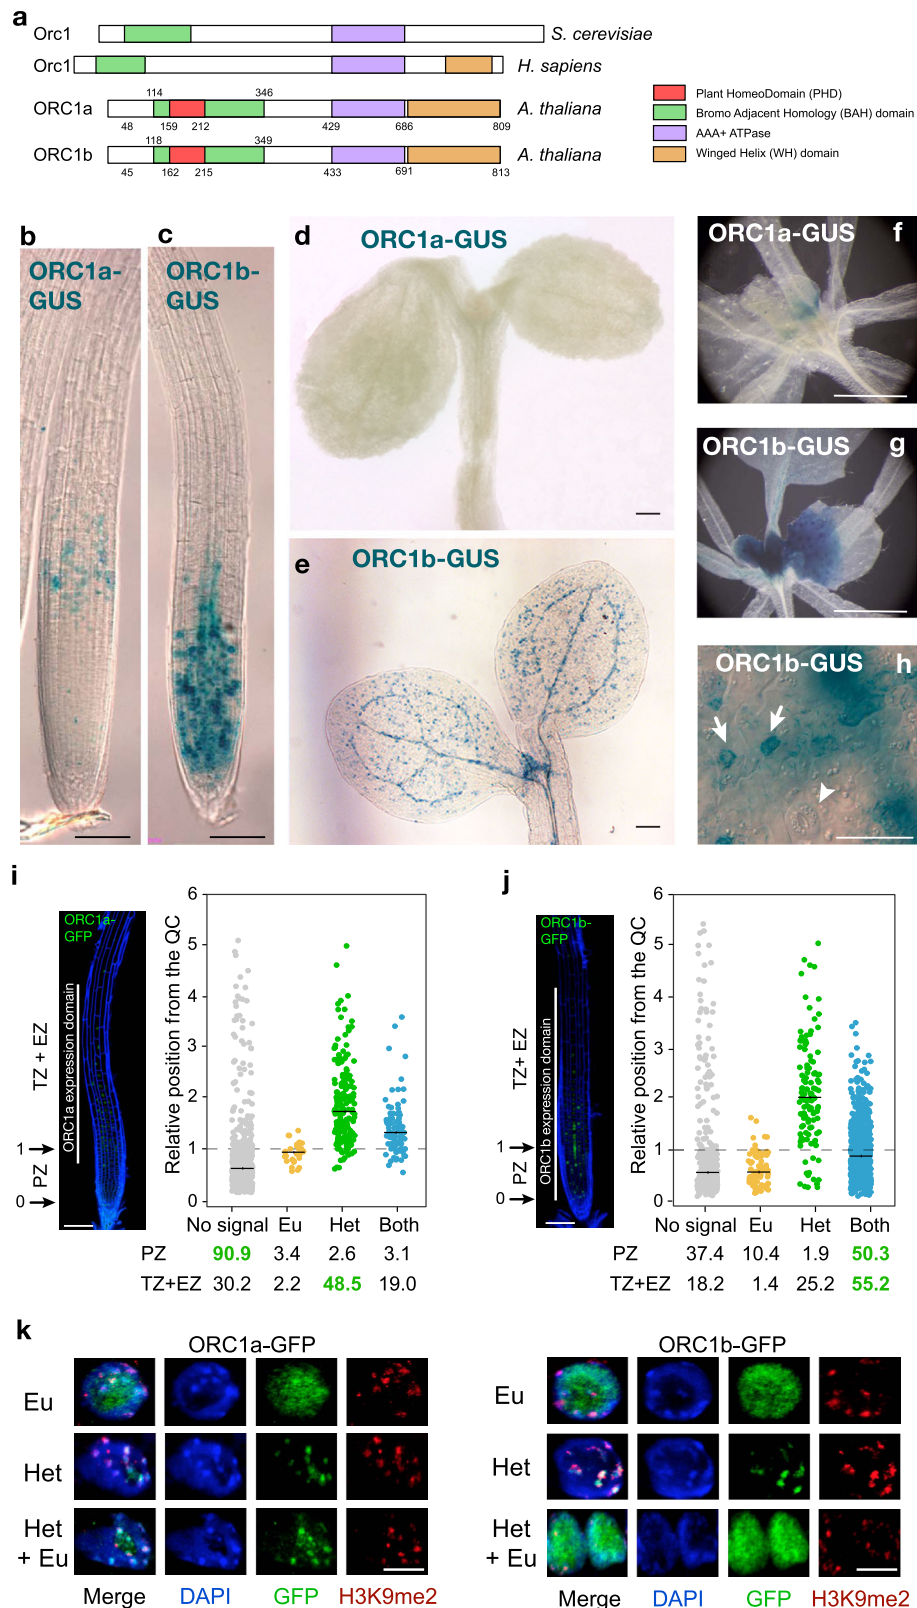 a
Orc1
S. cerevisiae
Orc1
H. sapiens
114
346
ORC1a
A. thaliana
48
159
212
429
686
809
118
349
ORC1b
A. thaliana
45
162
215
433
691
813
Plant HomeoDomain (PHD)
Bromo Adjacent Homology (BAH) domain
AAA+ ATPase
Winged Helix (WH) domain
b
ORC1a-
GUS
c
ORC1b-
GUS
d
ORC1a-GUS
e
ORC1b-GUS
ORC1a-GUS
f
ORC1b-GUS
g
ORC1b-GUS
h
i
ORC1a-
GFP
ORC1a expression domain
TZ + EZ
1
PZ
0
Relative position from the QC
6
5
4
3
2
1
0
No signal Eu Het Both
PZ 90.9 3.4 2.6 3.1
TZ+EZ 30.2 2.2 48.5 19.0
j
ORC1b-
GFP
ORC1b expression domain
TZ+ EZ
1
PZ
0
Relative position from the QC
6
5
4
3
2
1
0
No signal Eu Het Both
PZ 37.4 10.4 1.9 50.3
TZ+EZ 18.2 1.4 25.2 55.2
k
ORC1a-GFP
Eu
Het
Het
+ Eu
Merge DAPI GFP H3K9me2
ORC1b-GFP
Eu
Het
Het
+ Eu
Merge DAPI GFP H3K9me2